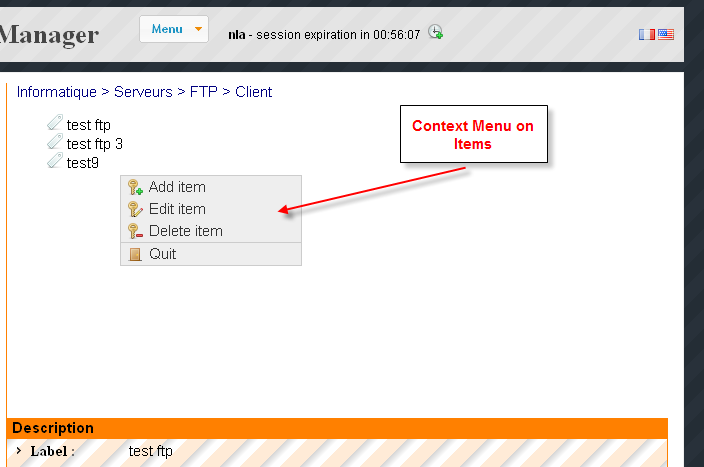 Manager
Menu
nla - session expiration in 00:56:07
Informatique > Serveurs > FTP > Client
test ftp
test ftp 3
test9
Context Menu on
Items
Add item
Edit item
Delete item
Quit
Description
Label :
test ftp